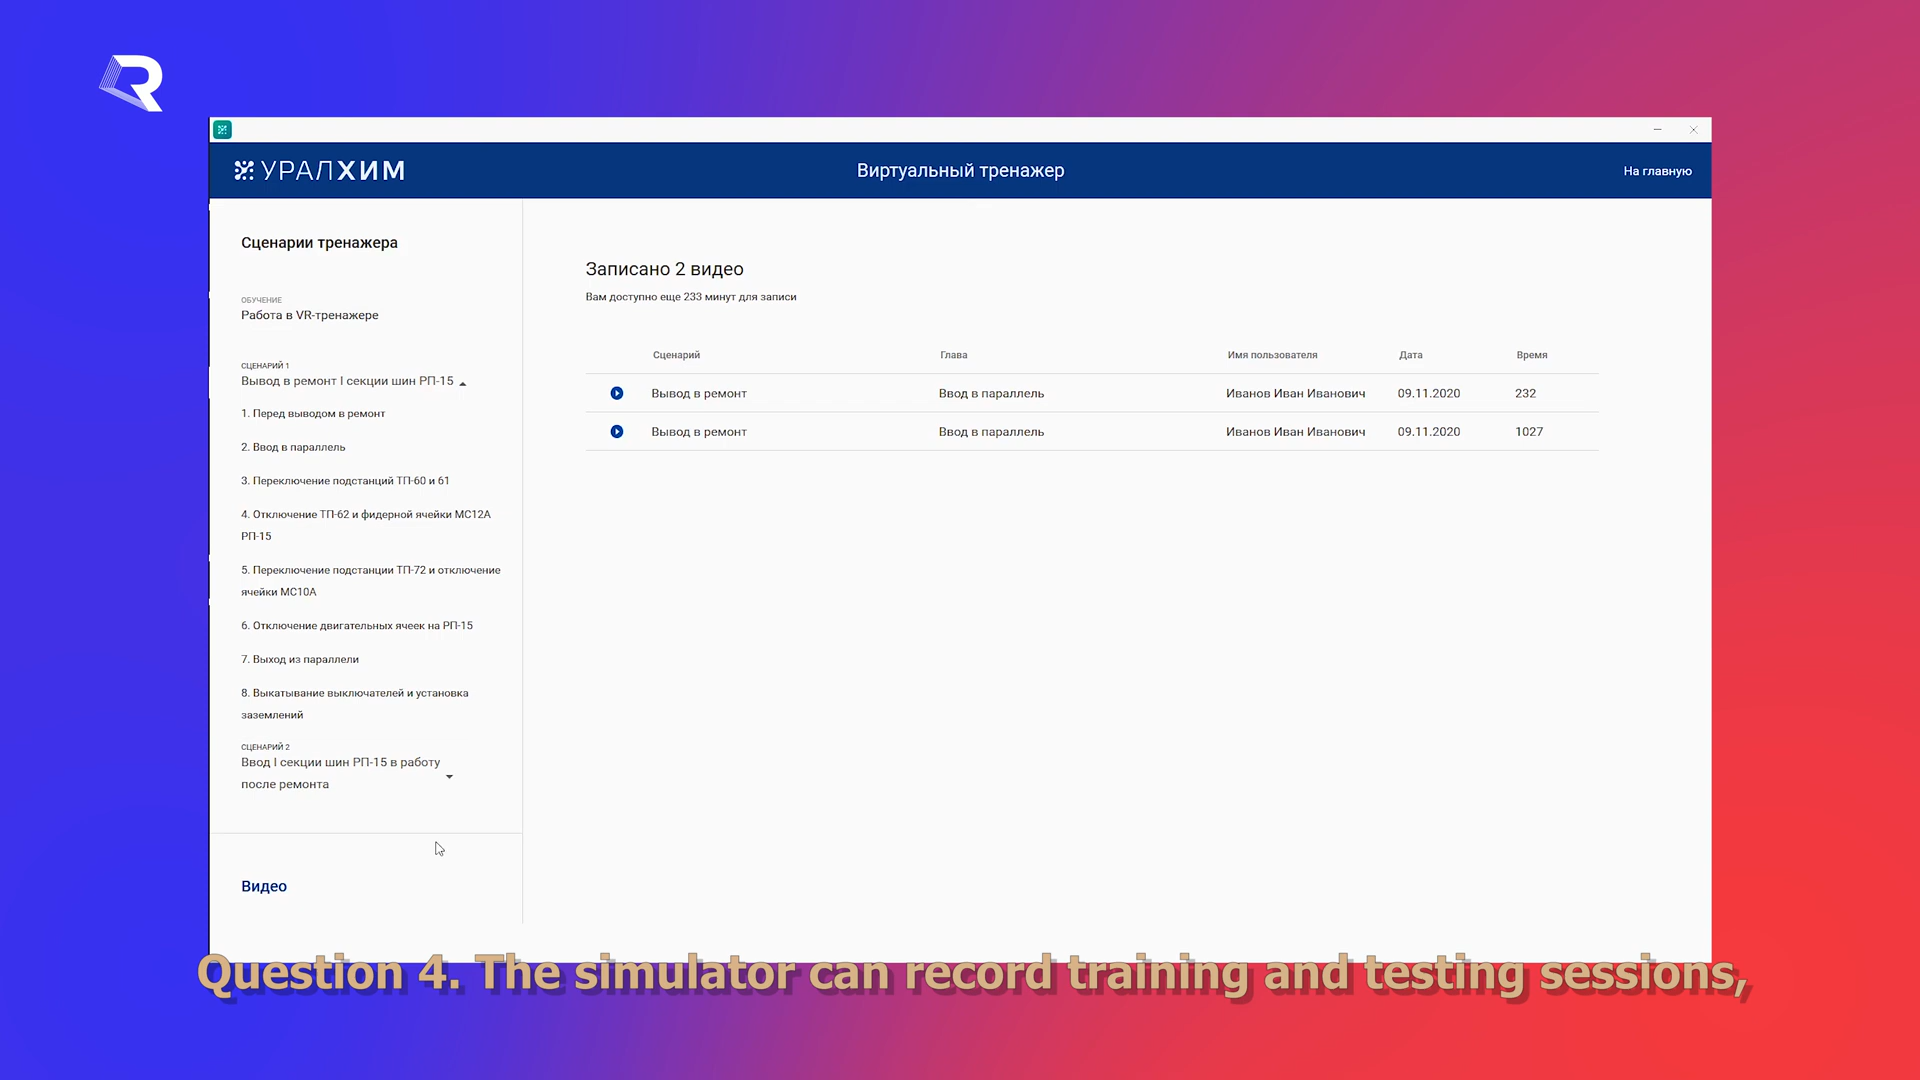 УРАЛХИМ
Виртуальный тренажер
На главную
Сценарии тренажера
ОБУЧЕНИЕ
Работа в VR-тренажере
СЦЕНАРИЙ 1
Вывод в ремонт I секции шин РП-15
1. Перед выводом в ремонт
2. Ввод в параллель
3. Переключение подстанций ТП-60 и 61
4. Отключение ТП-62 и фидерной ячейки МС12А
РП-15
5. Переключение подстанции ТП-72 и отключение
ячейки МС10А
6. Отключение двигательных ячеек на РП-15
7. Выход из параллели
8. Выкатывание выключателей и установка
заземлений
СЦЕНАРИЙ 2
Ввод I секции шин РП-15 в работу
после ремонта
Видео
Записано 2 видео
Вам доступно еще 233 минут для записи
Сценарий Глава Имя пользователя Дата Время
Вывод в ремонт Ввод в параллель Иванов Иван Иванович 09.11.2020 232
Вывод в ремонт Ввод в параллель Иванов Иван Иванович 09.11.2020 1027
Question 4. The simulator can record training and testing sessions,